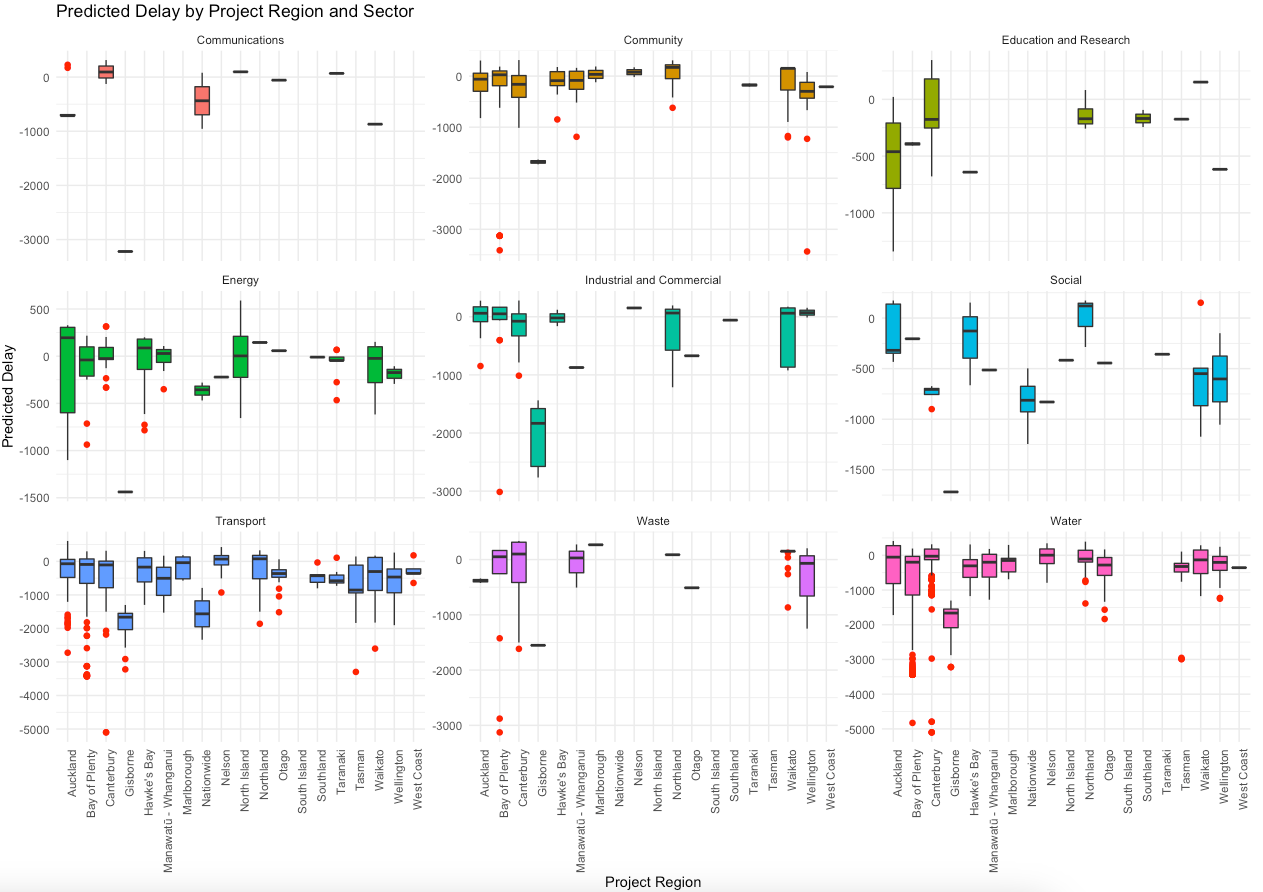 Predicted Delay by Project Region and Sector
Communications
Community
Education and Research
0
-1000
-2000
-3000
0
-1000
-2000
-3000
0
-500
-1000
Energy
Industrial and Commercial
Social
500
0
-500
-1000
-1500
0
-1000
-2000
-3000
0
-500
-1000
-1500
Transport
Waste
Water
0
-1000
-2000
-3000
-4000
-5000
0
-1000
-2000
-3000
0
-1000
-2000
-3000
-4000
-5000
Predicted Delay
Auckland
Bay of Plenty
Canterbury
Gisborne
Hawke's Bay
Manawatū - Whanganui
Marlborough
Nationwide
Nelson
North Island
Northland
Otago
South Island
Southland
Taranaki
Tasman
Waikato
Wellington
West Coast
Auckland
Bay of Plenty
Canterbury
Gisborne
Hawke's Bay
Manawatū - Whanganui
Marlborough
Nationwide
Nelson
North Island
Northland
Otago
South Island
Southland
Taranaki
Tasman
Waikato
Wellington
West Coast
Auckland
Bay of Plenty
Canterbury
Gisborne
Hawke's Bay
Manawatū - Whanganui
Marlborough
Nationwide
Nelson
North Island
Northland
Otago
South Island
Southland
Taranaki
Tasman
Waikato
Wellington
West Coast
Project Region